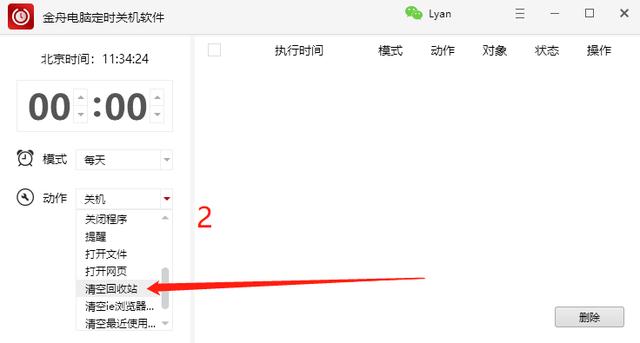 金舟电脑定时关机软件
Lyan
北京时间：11:34:24
执行时间 模式 动作 对象 状态 操作
00:00
模式 每天
动作 关机
关闭程序
提醒
打开文件
打开网页
清空回收站
清空ie浏览器...
清空最近使用...
2
删除